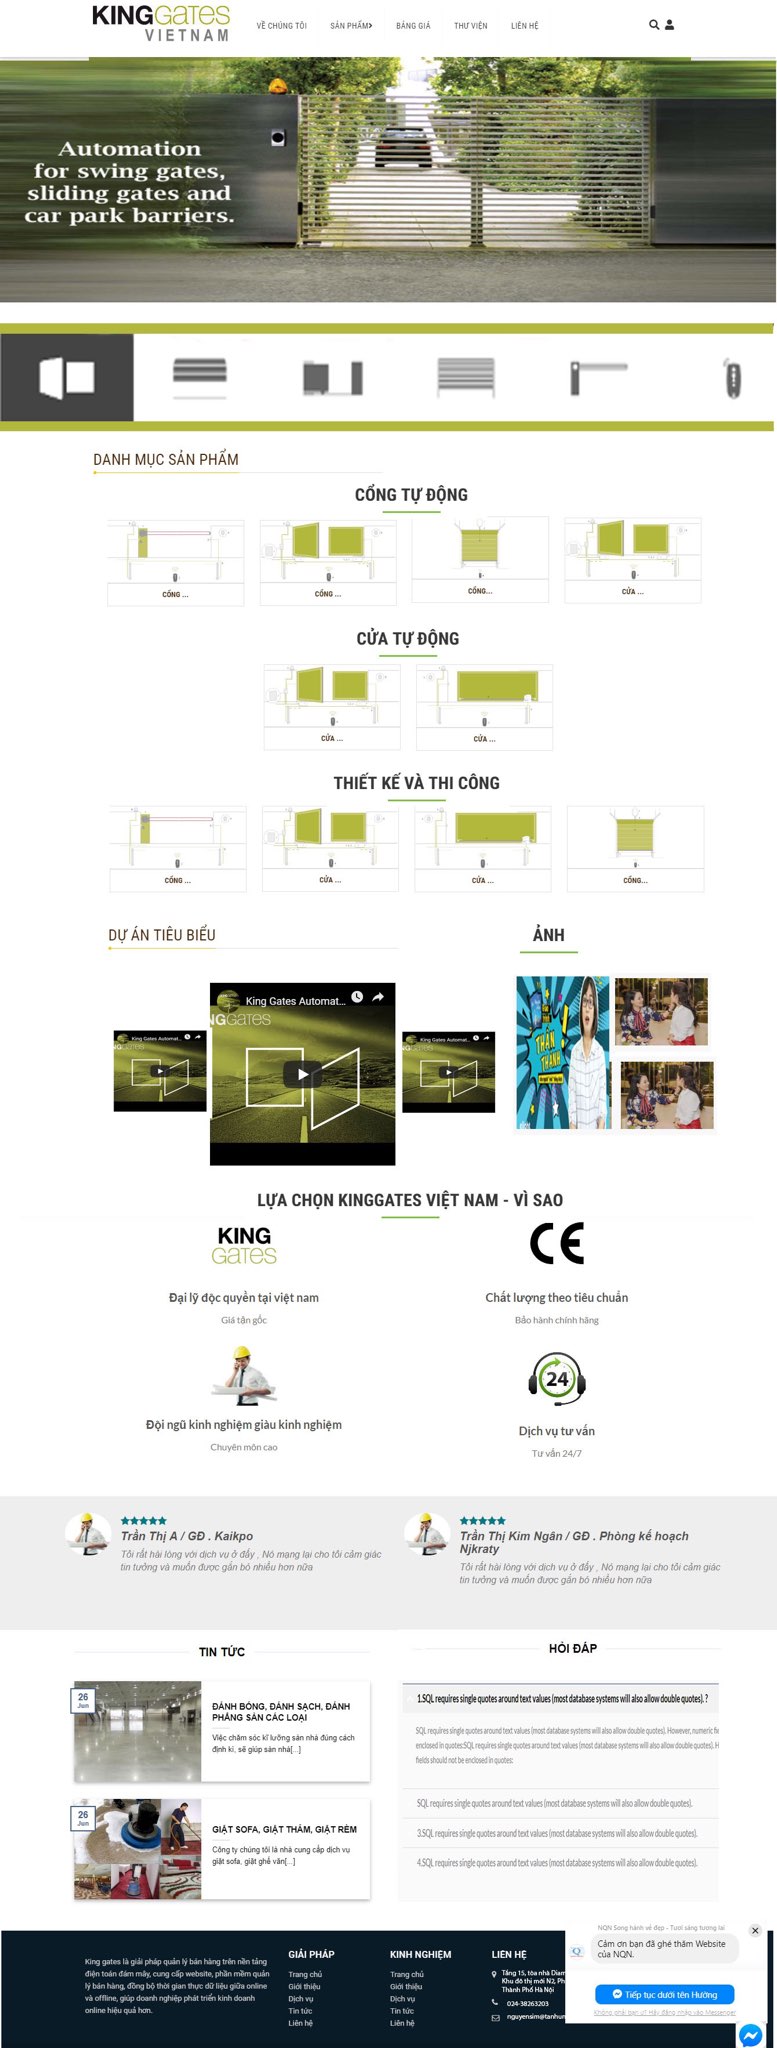 KINGGATES
VIETNAM
VỀ CHÚNG TÔI
SẢN PHẨM
BẢNG GIÁ
THƯ VIỆN
LIÊN HỆ
Automation
for swing gates,
sliding gates and
car park barriers.
DANH MỤC SẢN PHẨM
CỔNG TỰ ĐỘNG
CỔNG ...
CỔNG ...
CỔNG...
CỬA ...
CỬA TỰ ĐỘNG
CỬA ...
CỬA ...
THIẾT KẾ VÀ THI CÔNG
CỔNG ...
CỬA ...
CỬA ...
CỔNG...
DỰ ÁN TIÊU BIỂU
ẢNH
King Gates Automat...
NGGATES
King Gates Automat...
King Gates Automat...
THẦN
THÁNH
LỰA CHỌN KINGGATES VIỆT NAM - VÌ SAO
KING
GATES
CE
Đại lý độc quyền tại việt nam
Giá tận gốc
Chất lượng theo tiêu chuẩn
Bảo hành chính hãng
24
Đội ngũ kinh nghiệm giàu kinh nghiệm
Chuyên môn cao
Dịch vụ tư vấn
Tư vấn 24/7
Trần Thị A / GĐ . Kaikpo
Tôi rất hài lòng với dịch vụ ở đấy , Nó mạng lại cho tôi cảm giác
tin tưởng và muốn được gắn bó nhiều hơn nữa
Trần Thị Kim Ngân / GĐ . Phòng kế hoạch
Njkraty
Tôi rất hài lòng với dịch vụ ở đấy , Nó mạng lại cho tôi cảm giác
tin tưởng và muốn được gắn bó nhiều hơn nữa
TIN TỨC
26
Jun
ĐÁNH BÓNG, ĐÁNH SẠCH, ĐÁNH
PHẲNG SÀN CÁC LOẠI
Việc chăm sóc kĩ lưỡng sàn nhà đúng cách
định kì, sẽ giúp sàn nhà[...]
26
Jun
GIẶT SOFA, GIẶT THẢM, GIẶT RÈM
Công ty chúng tôi là nhà cung cấp dịch vụ
giặt sofa, giặt ghế văn[...]
HỎI ĐÁP
1.SQL requires single quotes around text values (most database systems will also allow double quotes). ?
SQL requires single quotes around text values (most database systems will also allow double quotes). However, numeric fie
enclosed in quotes:SQL requires single quotes around text values (most database systems will also allow double quotes). H
fields should not be enclosed in quotes:
SQL requires single quotes around text values (most database systems will also allow double quotes).
3.SQL requires single quotes around text values (most database systems will also allow double quotes).
4.SQL requires single quotes around text values (most database systems will also allow double quotes).
King gates là giải pháp quản lý bán hàng trên nền tảng
điện toán đám mây, cung cấp website, phần mềm quản
lý bán hàng, đồng bộ thời gian thực dữ liệu giữa online
và offline, giúp doanh nghiệp phát triển kinh doanh
online hiệu quả hơn.
GIẢI PHÁP
Trang chủ
Giới thiệu
Dịch vụ
Tin tức
Liên hệ
KINH NGHIỆM
Trang chủ
Giới thiệu
Dịch vụ
Tin tức
Liên hệ
LIÊN HỆ
Tầng 15, tòa nhà Diam
Khu đô thị mới N2, Ph
Thành Phố Hà Nội
024-38263203
nguyensim@tanhun
NQN Song hành vẻ đẹp - Tươi sáng tương lai
Cảm ơn bạn đã ghé thăm Website
của NQN.
Tiếp tục dưới tên Hường
Không phải bạn ư? Hãy đăng nhập vào Messenger